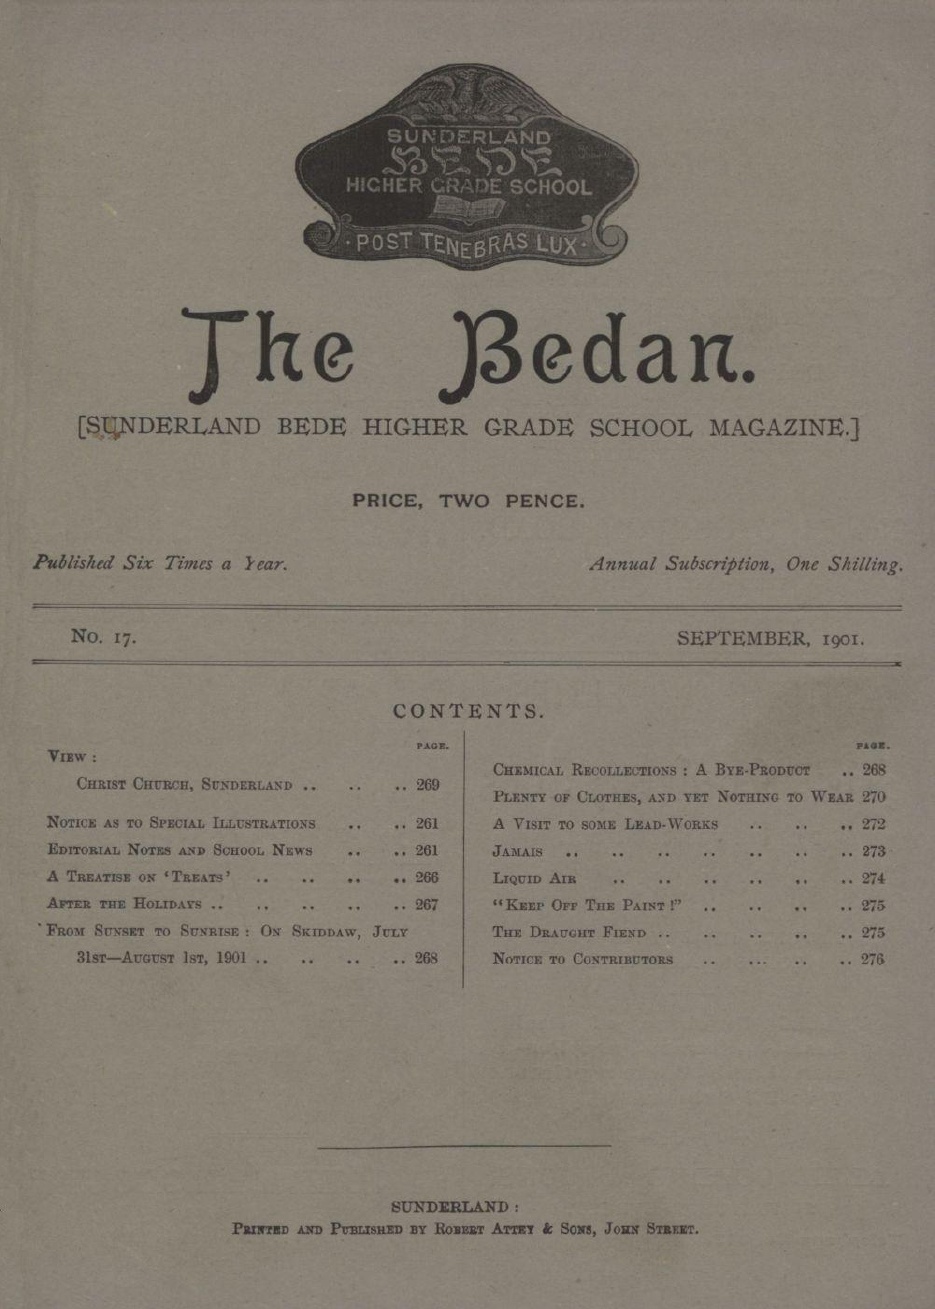 SUNDERLAND
BEDE
HIGHER GRADE SCHOOL
· POST TENEBRAS LUX ·
The Bedan.
[SUNDERLAND BEDE HIGHER GRADE SCHOOL MAGAZINE.]
PRICE, TWO PENCE.
Published Six Times a Year. Annual Subscription, One Shilling.
No. 17. SEPTEMBER, 1901.
CONTENTS.
PAGE.
VIEW :
CHRIST CHURCH, SUNDERLAND .. .. .. 269
NOTICE AS TO SPECIAL ILLUSTRATIONS .. .. 261
EDITORIAL NOTES AND SCHOOL NEWS .. .. 261
A TREATISE ON ‘TREATS’ .. .. .. .. 266
AFTER THE HOLIDAYS .. .. .. .. .. 267
FROM SUNSET TO SUNRISE : ON SKIDDAW, JULY
31ST—AUGUST 1ST, 1901 .. .. .. .. 268
PAGE.
CHEMICAL RECOLLECTIONS : A BYE-PRODUCT .. 268
PLENTY OF CLOTHES, AND YET NOTHING TO WEAR 270
A VISIT TO SOME LEAD-WORKS .. .. .. 272
JAMAIS .. .. .. .. .. .. .. 273
LIQUID AIR .. .. .. .. .. .. 274
“KEEP OFF THE PAINT!” .. .. .. .. 275
THE DRAUGHT FIEND .. .. .. .. .. 275
NOTICE TO CONTRIBUTORS .. ... .. .. 276
SUNDERLAND :
PRINTED AND PUBLISHED BY ROBERT ATTEY & SONS, JOHN STREET.